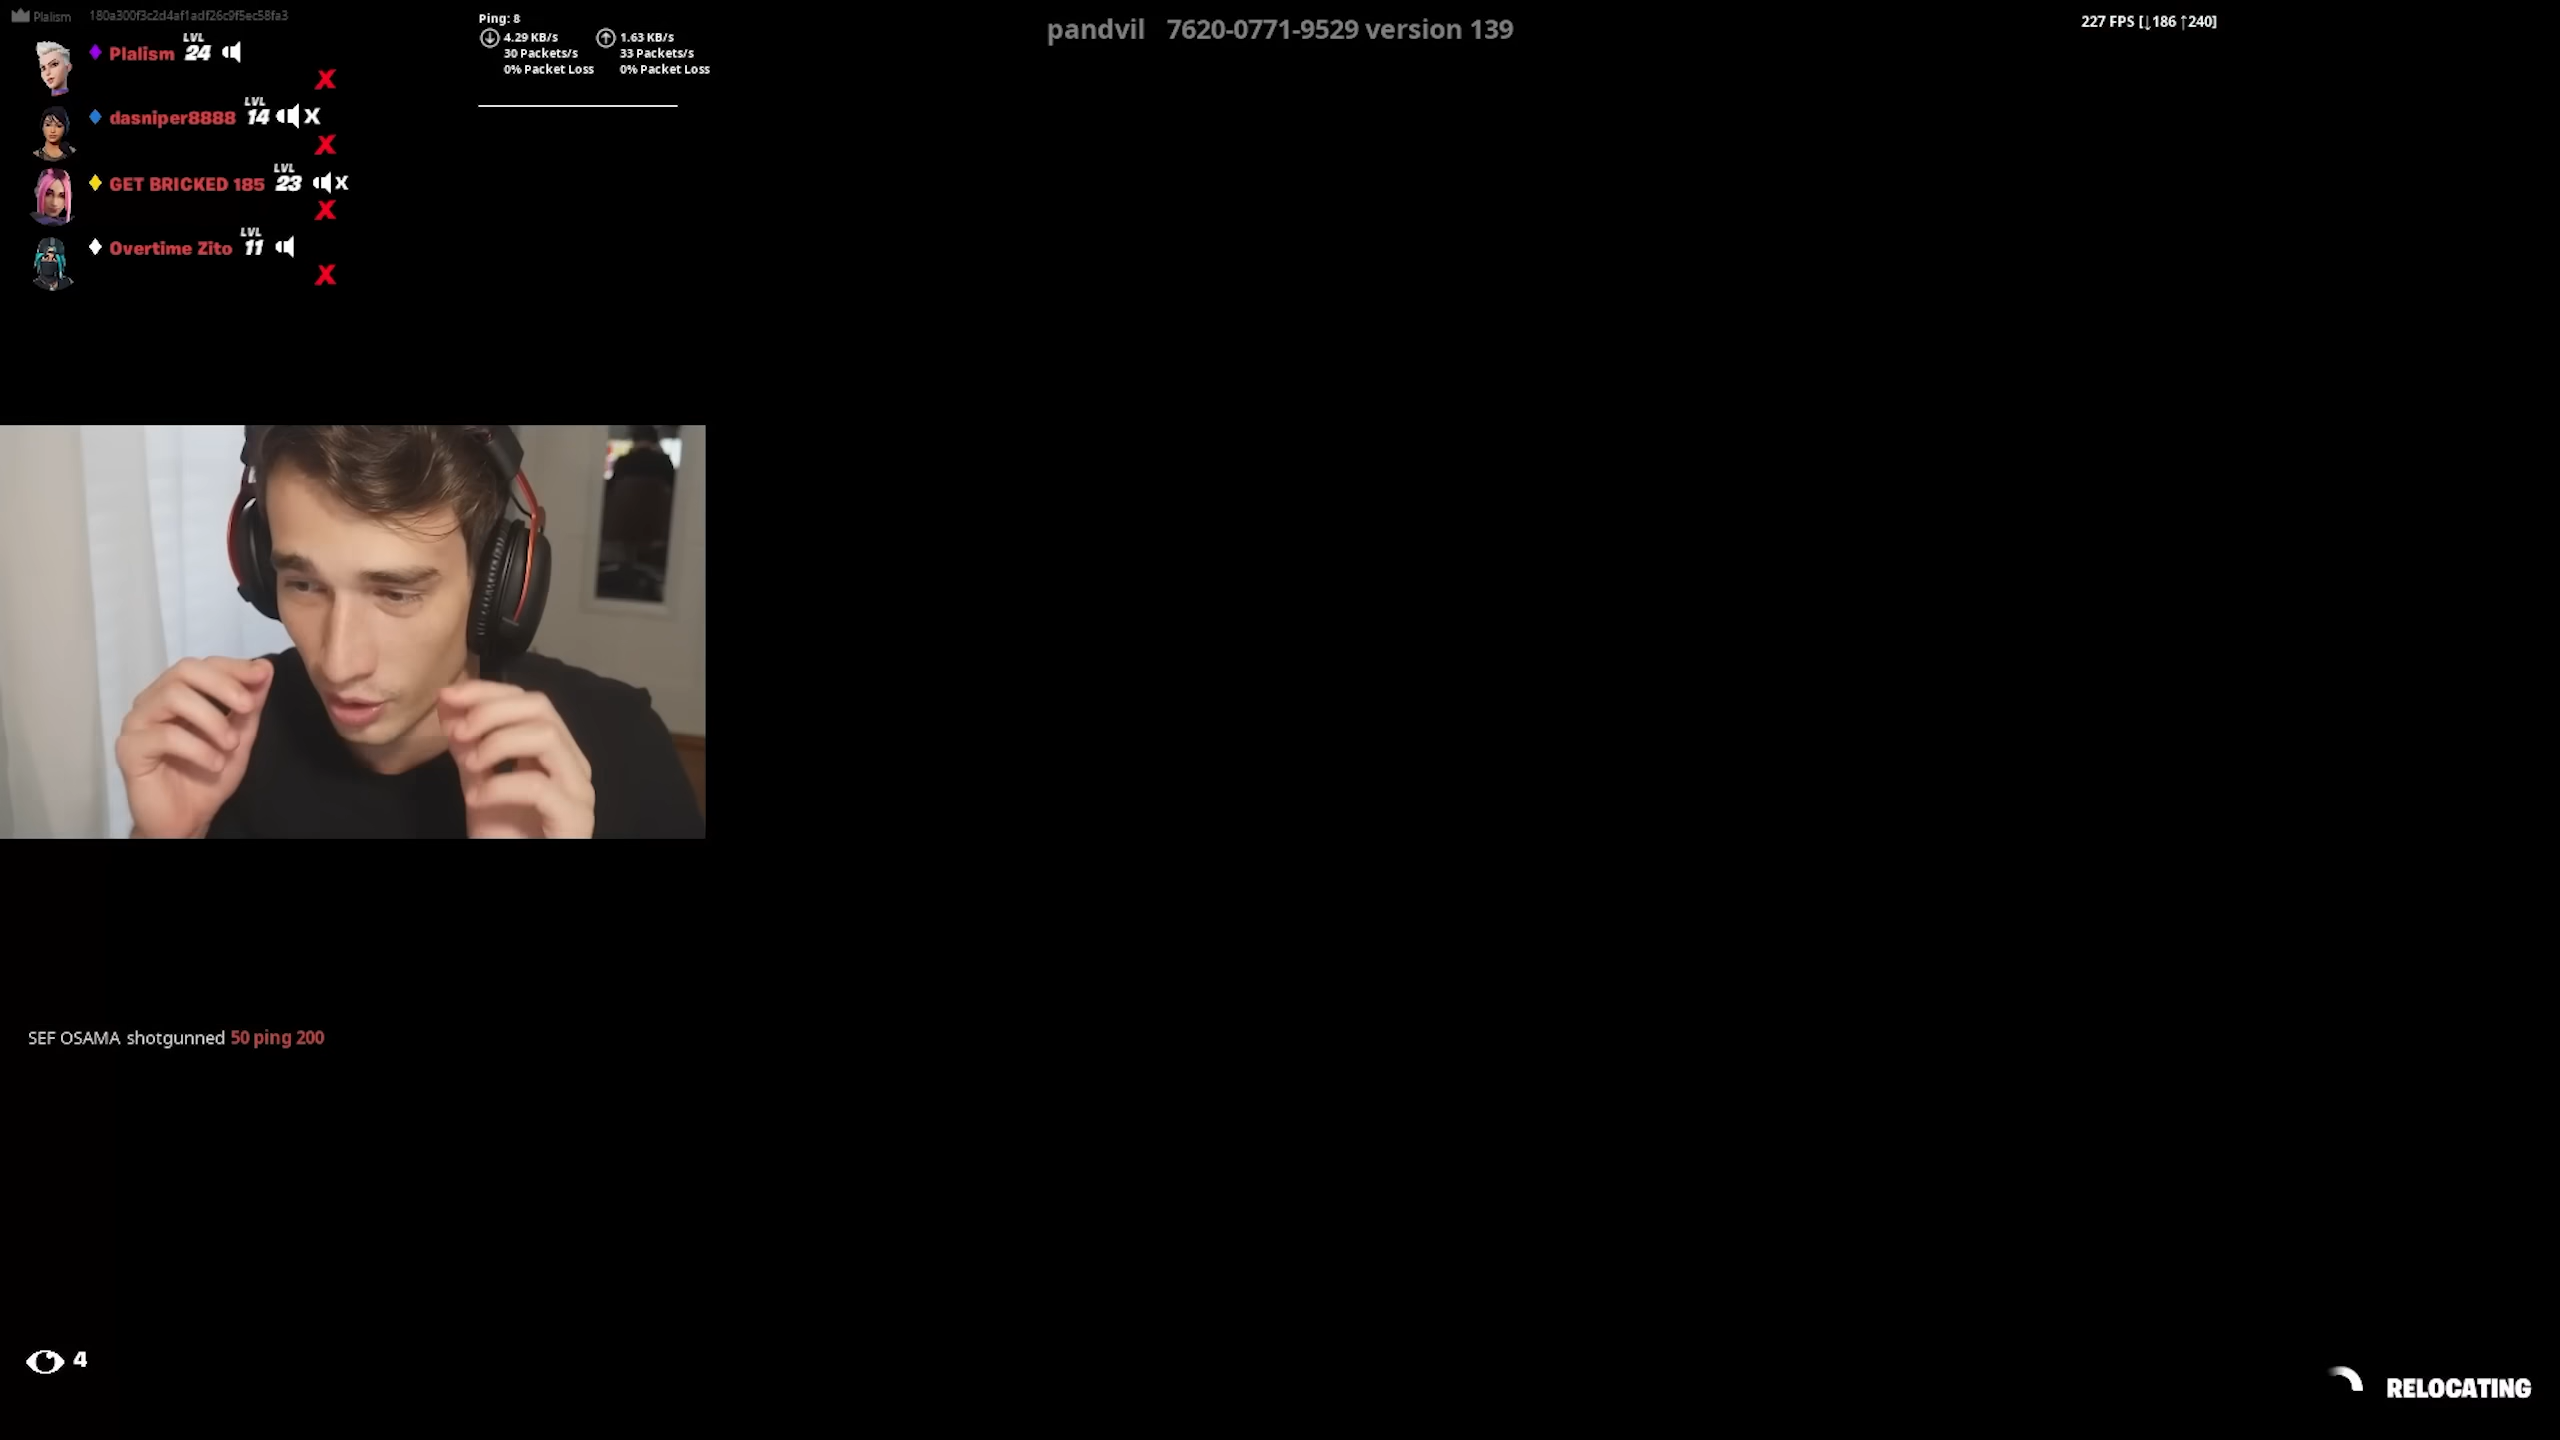 Plalism 180a300f3c2d4af1adf26c9f5ec58fa3
Plalism LVL 24
X
dasniper8888 LVL 14 X
X
GET BRICKED 185 LVL 23 X
X
Overtime Zito LVL 11
X
Ping: 8
4.29 KB/s 1.63 KB/s
30 Packets/s 33 Packets/s
0% Packet Loss 0% Packet Loss
pandvil 7620-0771-9529 version 139
227 FPS [↓186 ↑240]
SEF OSAMA shotgunned 50 ping 200
4
RELOCATING